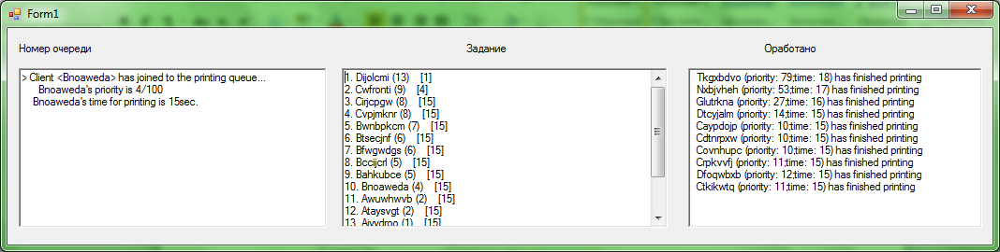 Form1
Номер очереди
Задание
Оработано
> Client <Bnoaweda> has joined to the printing queue...
Bnoaweda's priority is 4/100
Bnoaweda's time for printing is 15sec.
1. Dijolcmi (13) [1]
2. Cwfronti (9) [4]
3. Cirjcpgw (8) [15]
4. Cvpjmknr (8) [15]
5. Bwnbpkcm (7) [15]
6. Btsecjnf (6) [15]
7. Bfwgwdgs (6) [15]
8. Bccijcrl (5) [15]
9. Bahkubce (5) [15]
10. Bnoaweda (4) [15]
11. Awuwhwvb (2) [15]
12. Ataysvgt (2) [15]
13. Aivvdroo (1) [15]
Tkgxbdvo (priority: 79;time: 18) has finished printing
Nxbjvheh (priority: 53;time: 17) has finished printing
Glutrkna (priority: 27;time: 16) has finished printing
Dtcyjalm (priority: 14;time: 15) has finished printing
Caypdojp (priority: 10;time: 15) has finished printing
Cdtnrpxw (priority: 10;time: 15) has finished printing
Covnhupc (priority: 10;time: 15) has finished printing
Crpkvvfj (priority: 11;time: 15) has finished printing
Dfoqwbxb (priority: 12;time: 15) has finished printing
Ctkikwtq (priority: 11;time: 15) has finished printing